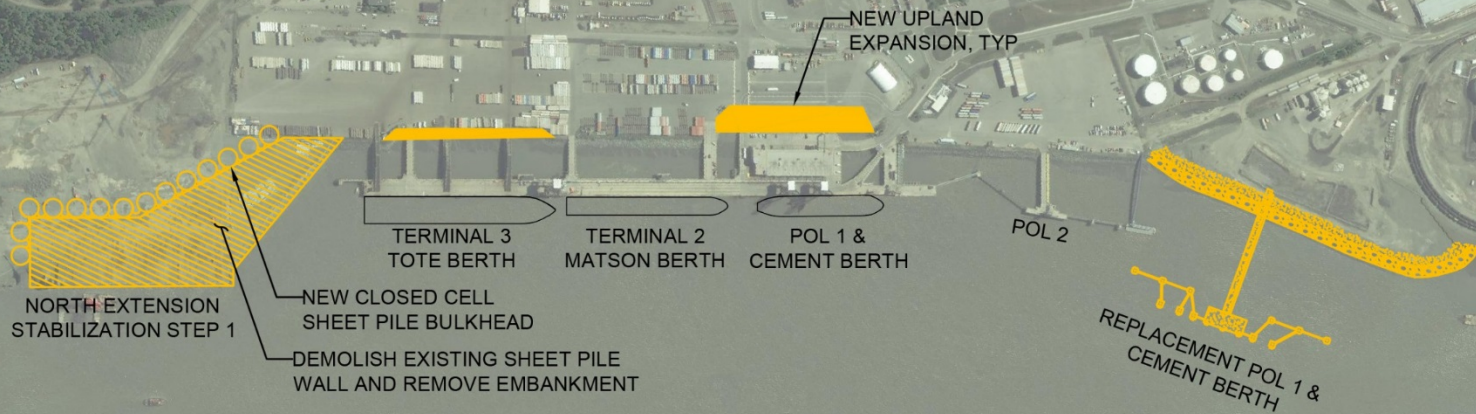 NEW UPLAND
EXPANSION, TYP
TERMINAL 3
TOTE BERTH
TERMINAL 2
MATSON BERTH
POL 1 &
CEMENT BERTH
POL 2
NORTH EXTENSION
STABILIZATION STEP 1
NEW CLOSED CELL
SHEET PILE BULKHEAD
DEMOLISH EXISTING SHEET PILE
WALL AND REMOVE EMBANKMENT
REPLACEMENT POL 1 &
CEMENT BERTH